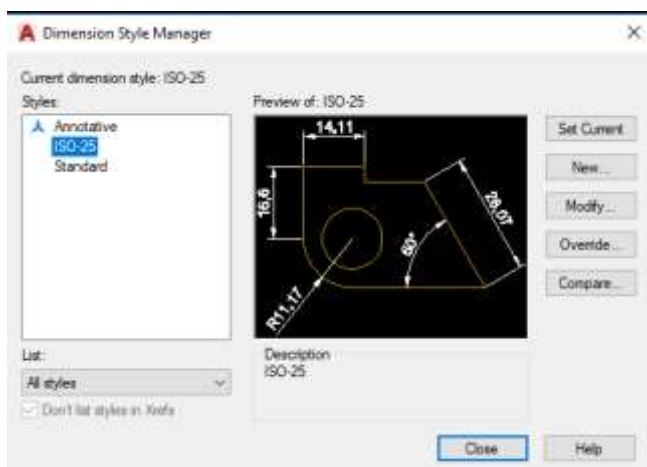 Dimension Style Manager
Current dimension style: ISO-25
Styles:
Annotative
ISO-25
Standard
Preview of: ISO-25
14,11
16,6
28,07
60°
R11,17
Set Current
New...
Modify...
Override...
Compare...
List:
All styles
Don't list styles in Xrefs
Description
ISO-25
Close
Help